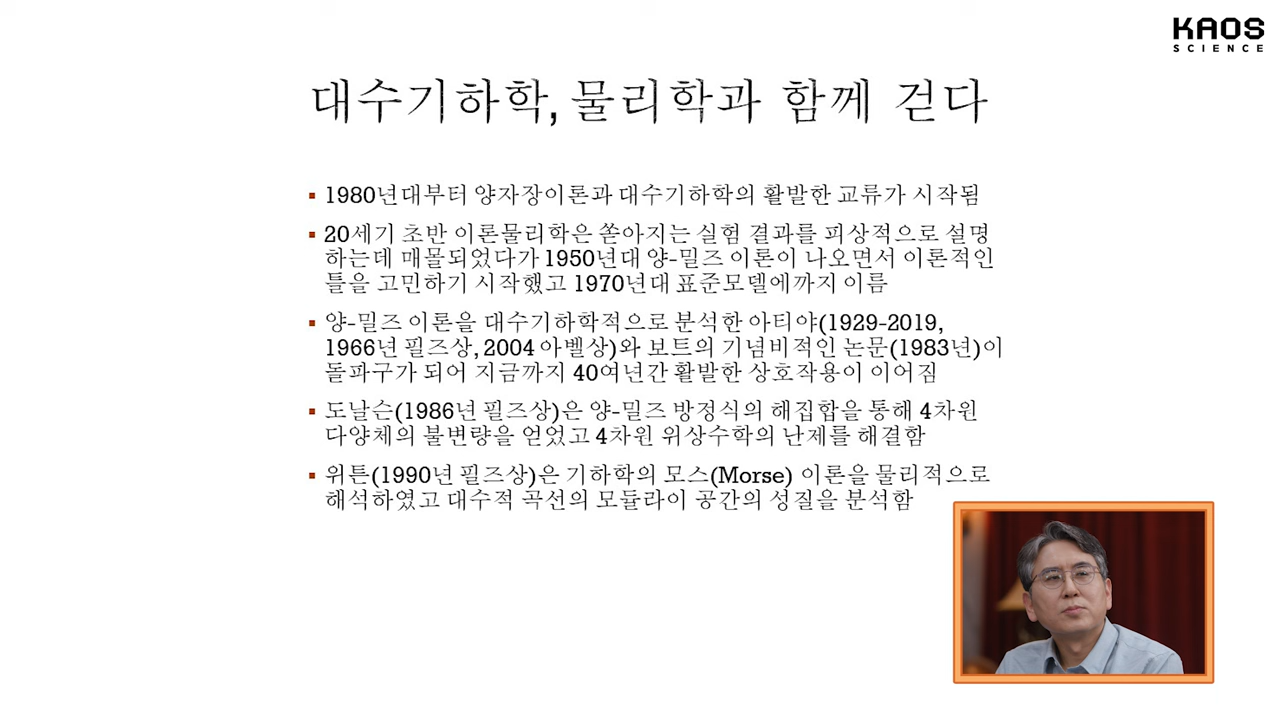 KAOS
SCIENCE
대수기하학, 물리학과 함께 걷다
▪ 1980년대부터 양자장이론과 대수기하학의 활발한 교류가 시작됨
▪ 20세기 초반 이론물리학은 쏟아지는 실험 결과를 피상적으로 설명
하는데 매몰되었다가 1950년대 양-밀즈 이론이 나오면서 이론적인
틀을 고민하기 시작했고 1970년대 표준모델에까지 이름
▪ 양-밀즈 이론을 대수기하학적으로 분석한 아티야(1929-2019,
1966년 필즈상, 2004 아벨상)와 보트의 기념비적인 논문(1983년)이
돌파구가 되어 지금까지 40여년간 활발한 상호작용이 이어짐
▪ 도날슨(1986년 필즈상)은 양-밀즈 방정식의 해집합을 통해 4차원
다양체의 불변량을 얻었고 4차원 위상수학의 난제를 해결함
▪ 위튼(1990년 필즈상)은 기하학의 모스(Morse) 이론을 물리적으로
해석하였고 대수적 곡선의 모듈라이 공간의 성질을 분석함